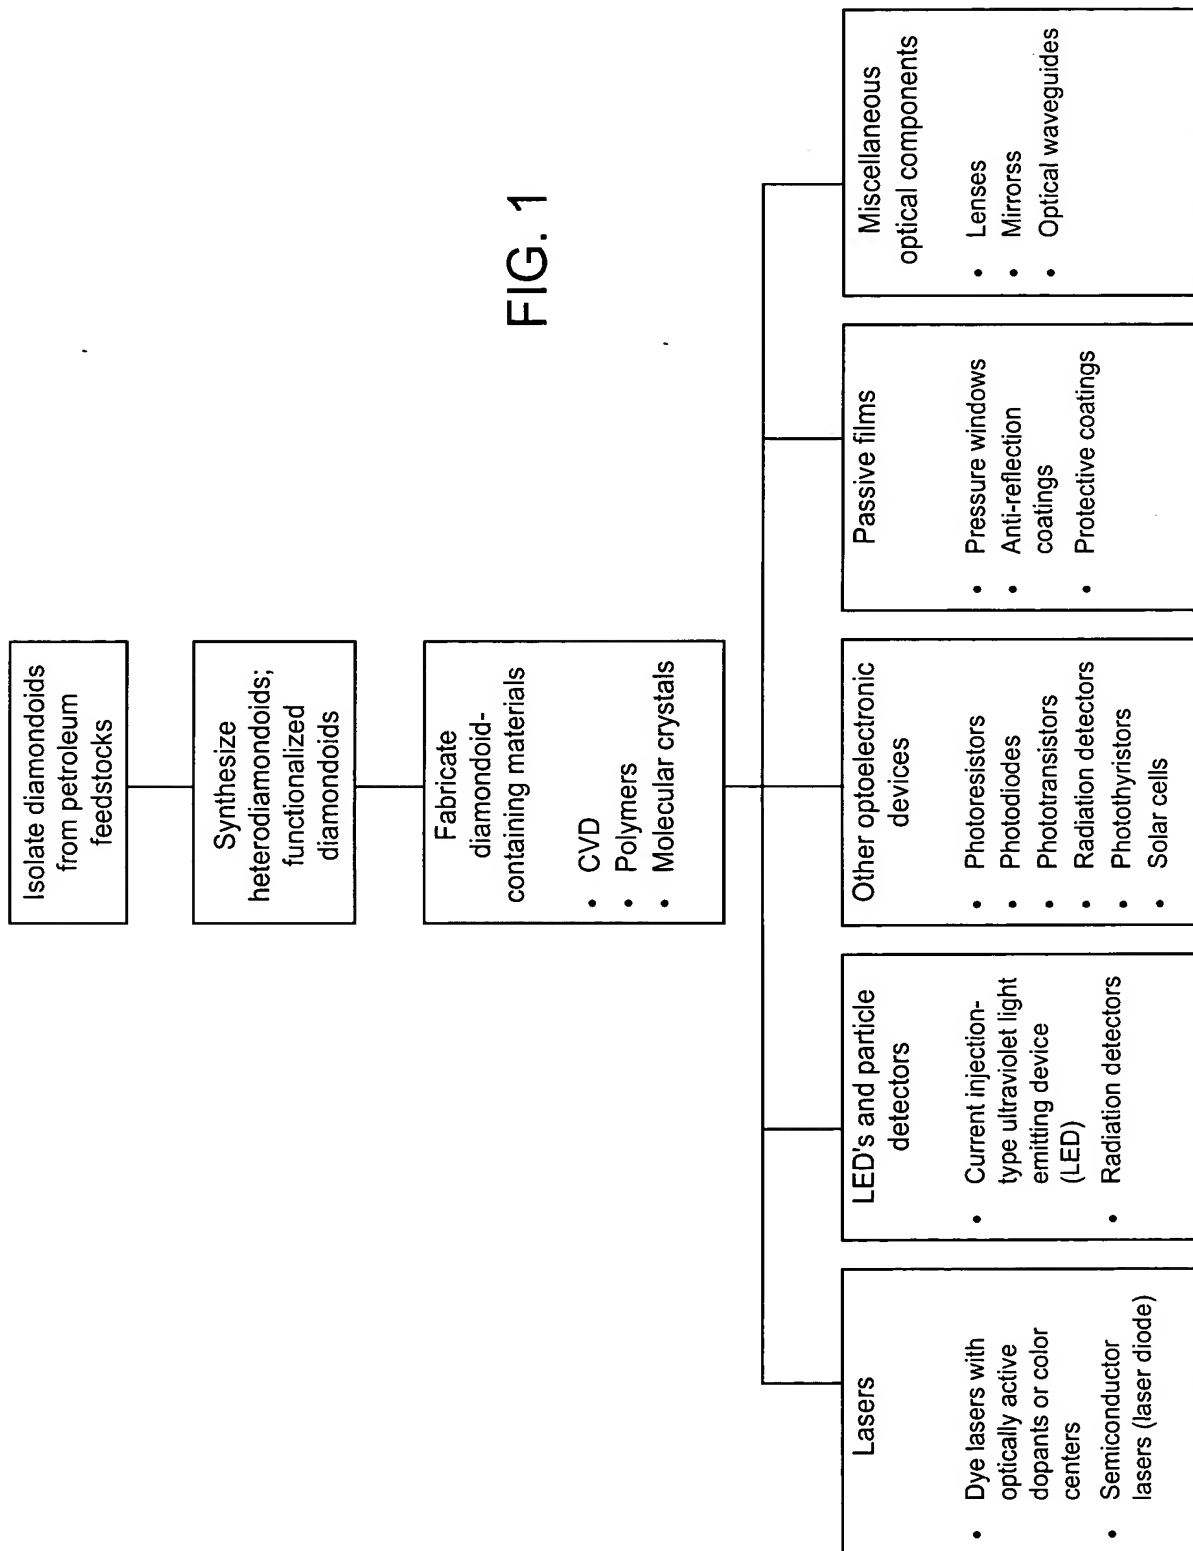 Isolate diamondoids
from petroleum
feedstocks
Synthesize
heterodiamondoids;
functionalized
diamondoids
Fabricate
diamondoid-
containing materials
• CVD
• Polymers
• Molecular crystals
FIG. 1
Lasers
• Dye lasers with
optically active
dopants or color
centers
• Semiconductor
lasers (laser diode)
LED's and particle
detectors
• Current injection-
type ultraviolet light
emitting device
(LED)
• Radiation detectors
Other optoelectronic
devices
• Photoresistors
• Photodiodes
• Phototransistors
• Radiation detectors
• Photothyristors
• Solar cells
Passive films
• Pressure windows
• Anti-reflection
coatings
• Protective coatings
Miscellaneous
optical components
• Lenses
• Mirrorss
• Optical waveguides